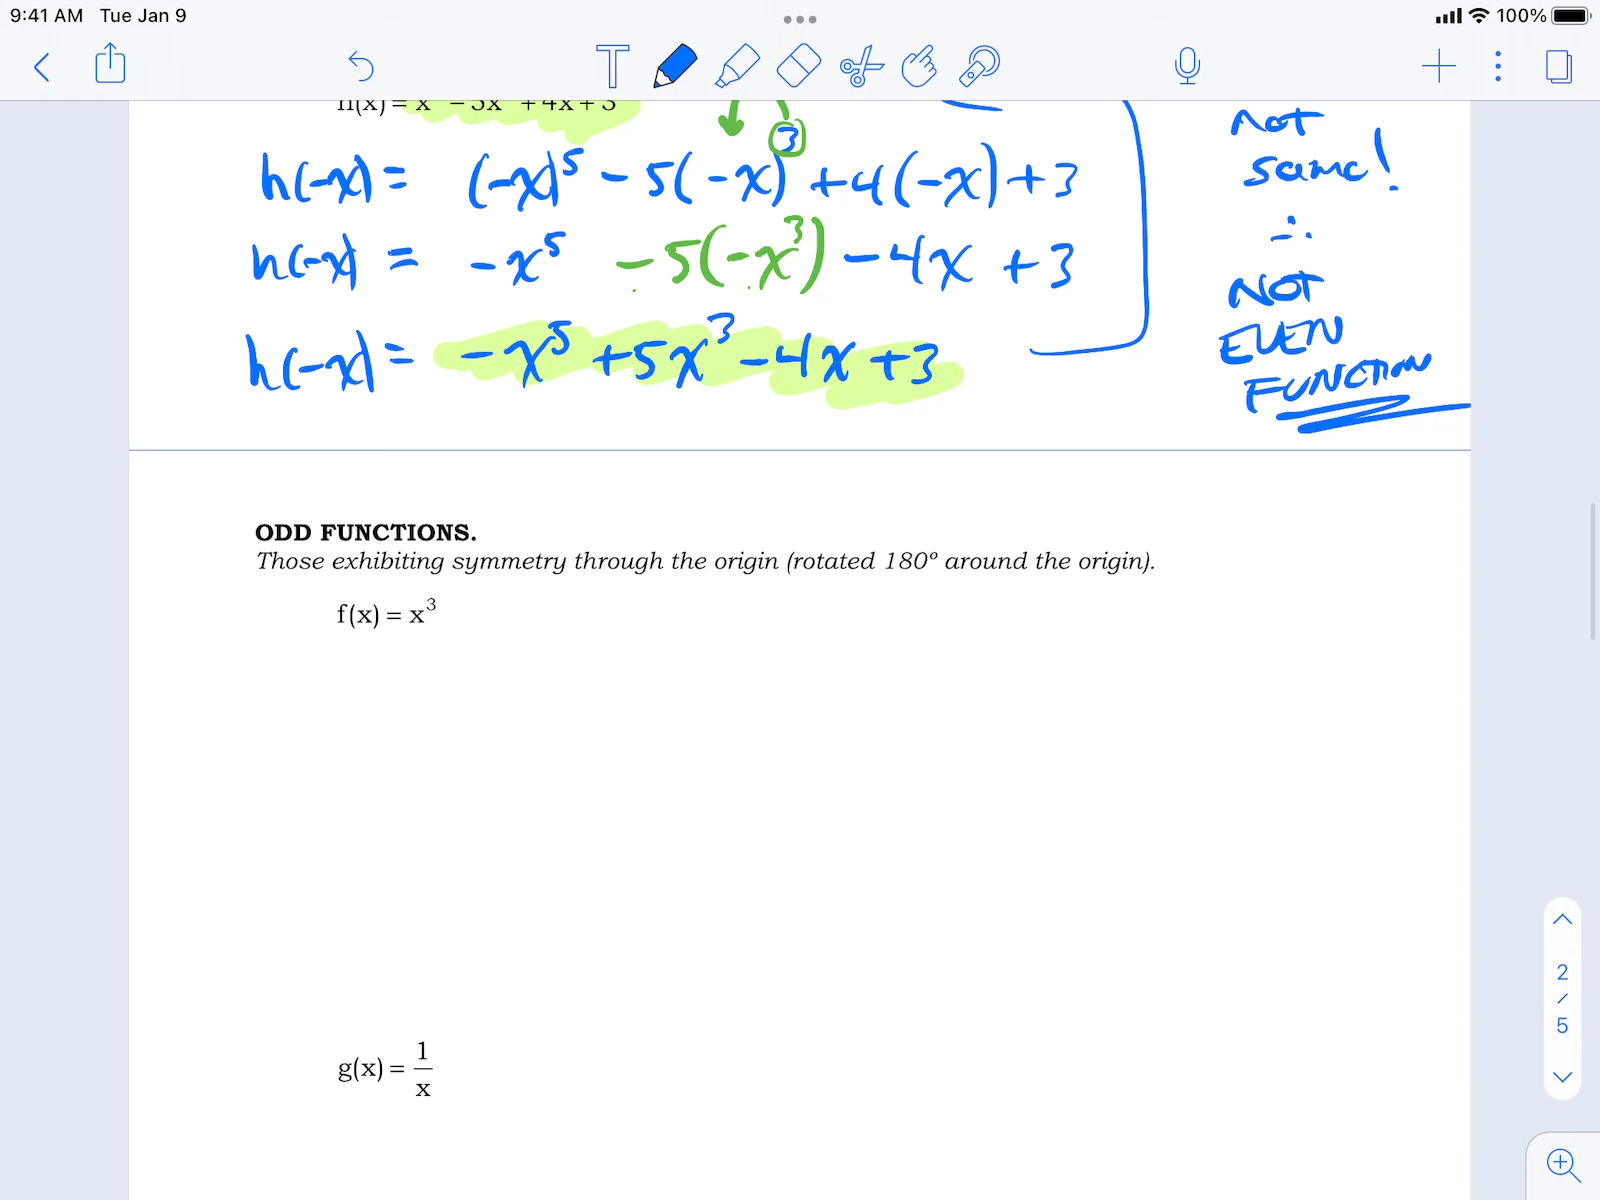 9:41 AM Tue Jan 9
100%
T
h(-x) = (-x)^5 - 5(-x)^3 + 4(-x) + 3
h(-x) = -x^5 - 5(-x^3) - 4x + 3
h(-x) = -x^5 + 5x^3 - 4x + 3
Not
same!
∴
NOT
EVEN
FUNCTION
ODD FUNCTIONS.
Those exhibiting symmetry through the origin (rotated 180º around the origin).
f(x) = x^3
g(x) = 1/x
2
/
5